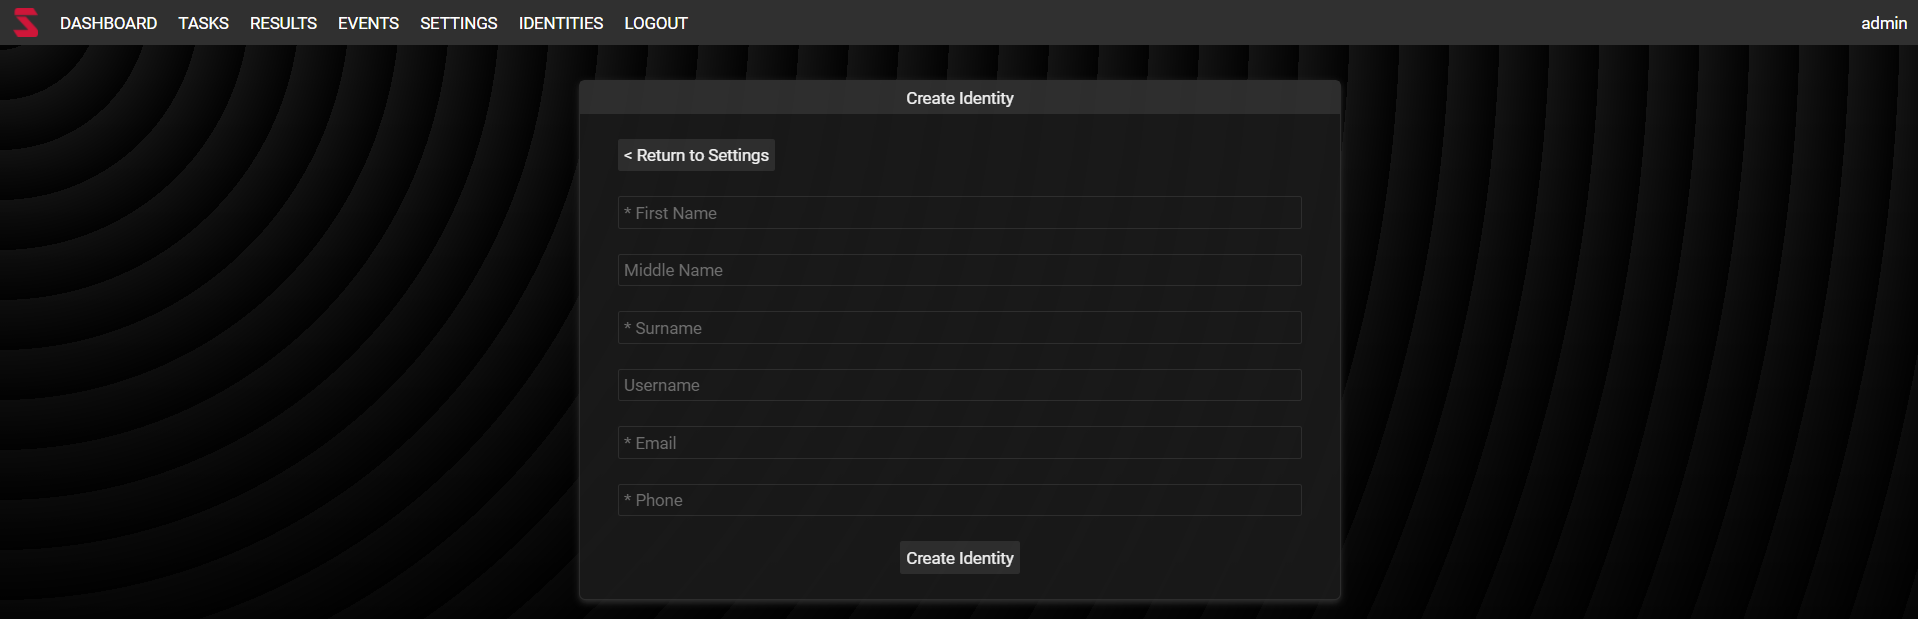 DASHBOARD TASKS RESULTS EVENTS SETTINGS IDENTITIES LOGOUT admin
Create Identity
< Return to Settings
* First Name
Middle Name
* Surname
Username
* Email
* Phone
Create Identity